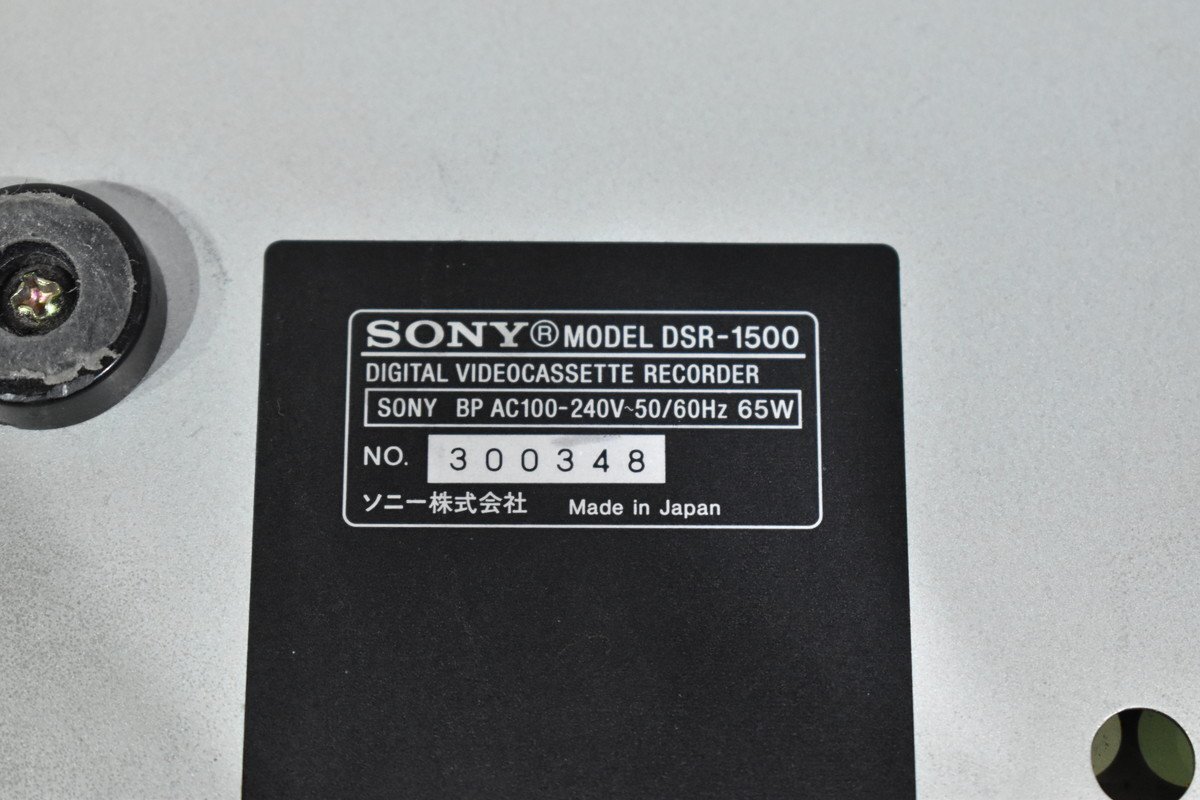 SONY® MODEL DSR-1500
DIGITAL VIDEOCASSETTE RECORDER
SONY BP AC100-240V~50/60Hz 65W
NO. 300348
ソニー株式会社 Made in Japan